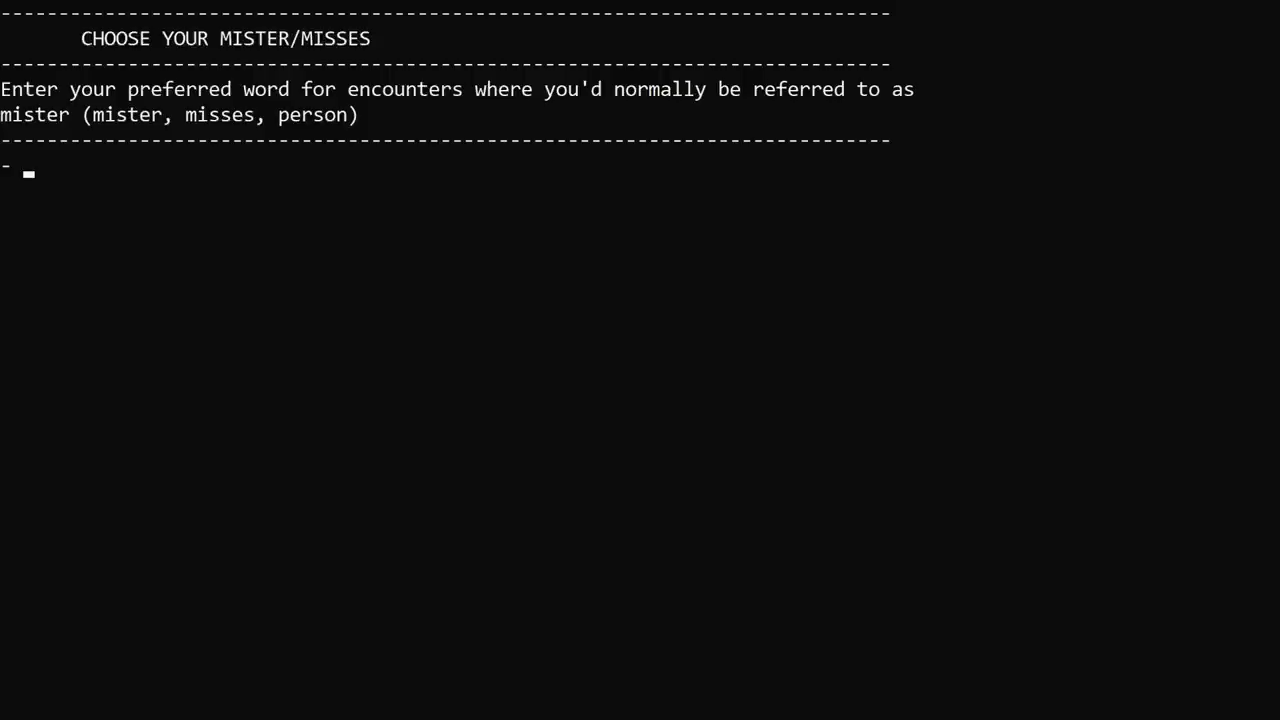 -----------------------------------------------------------------------------
CHOOSE YOUR MISTER/MISSES
-----------------------------------------------------------------------------
Enter your preferred word for encounters where you'd normally be referred to as
mister (mister, misses, person)
-----------------------------------------------------------------------------
- _